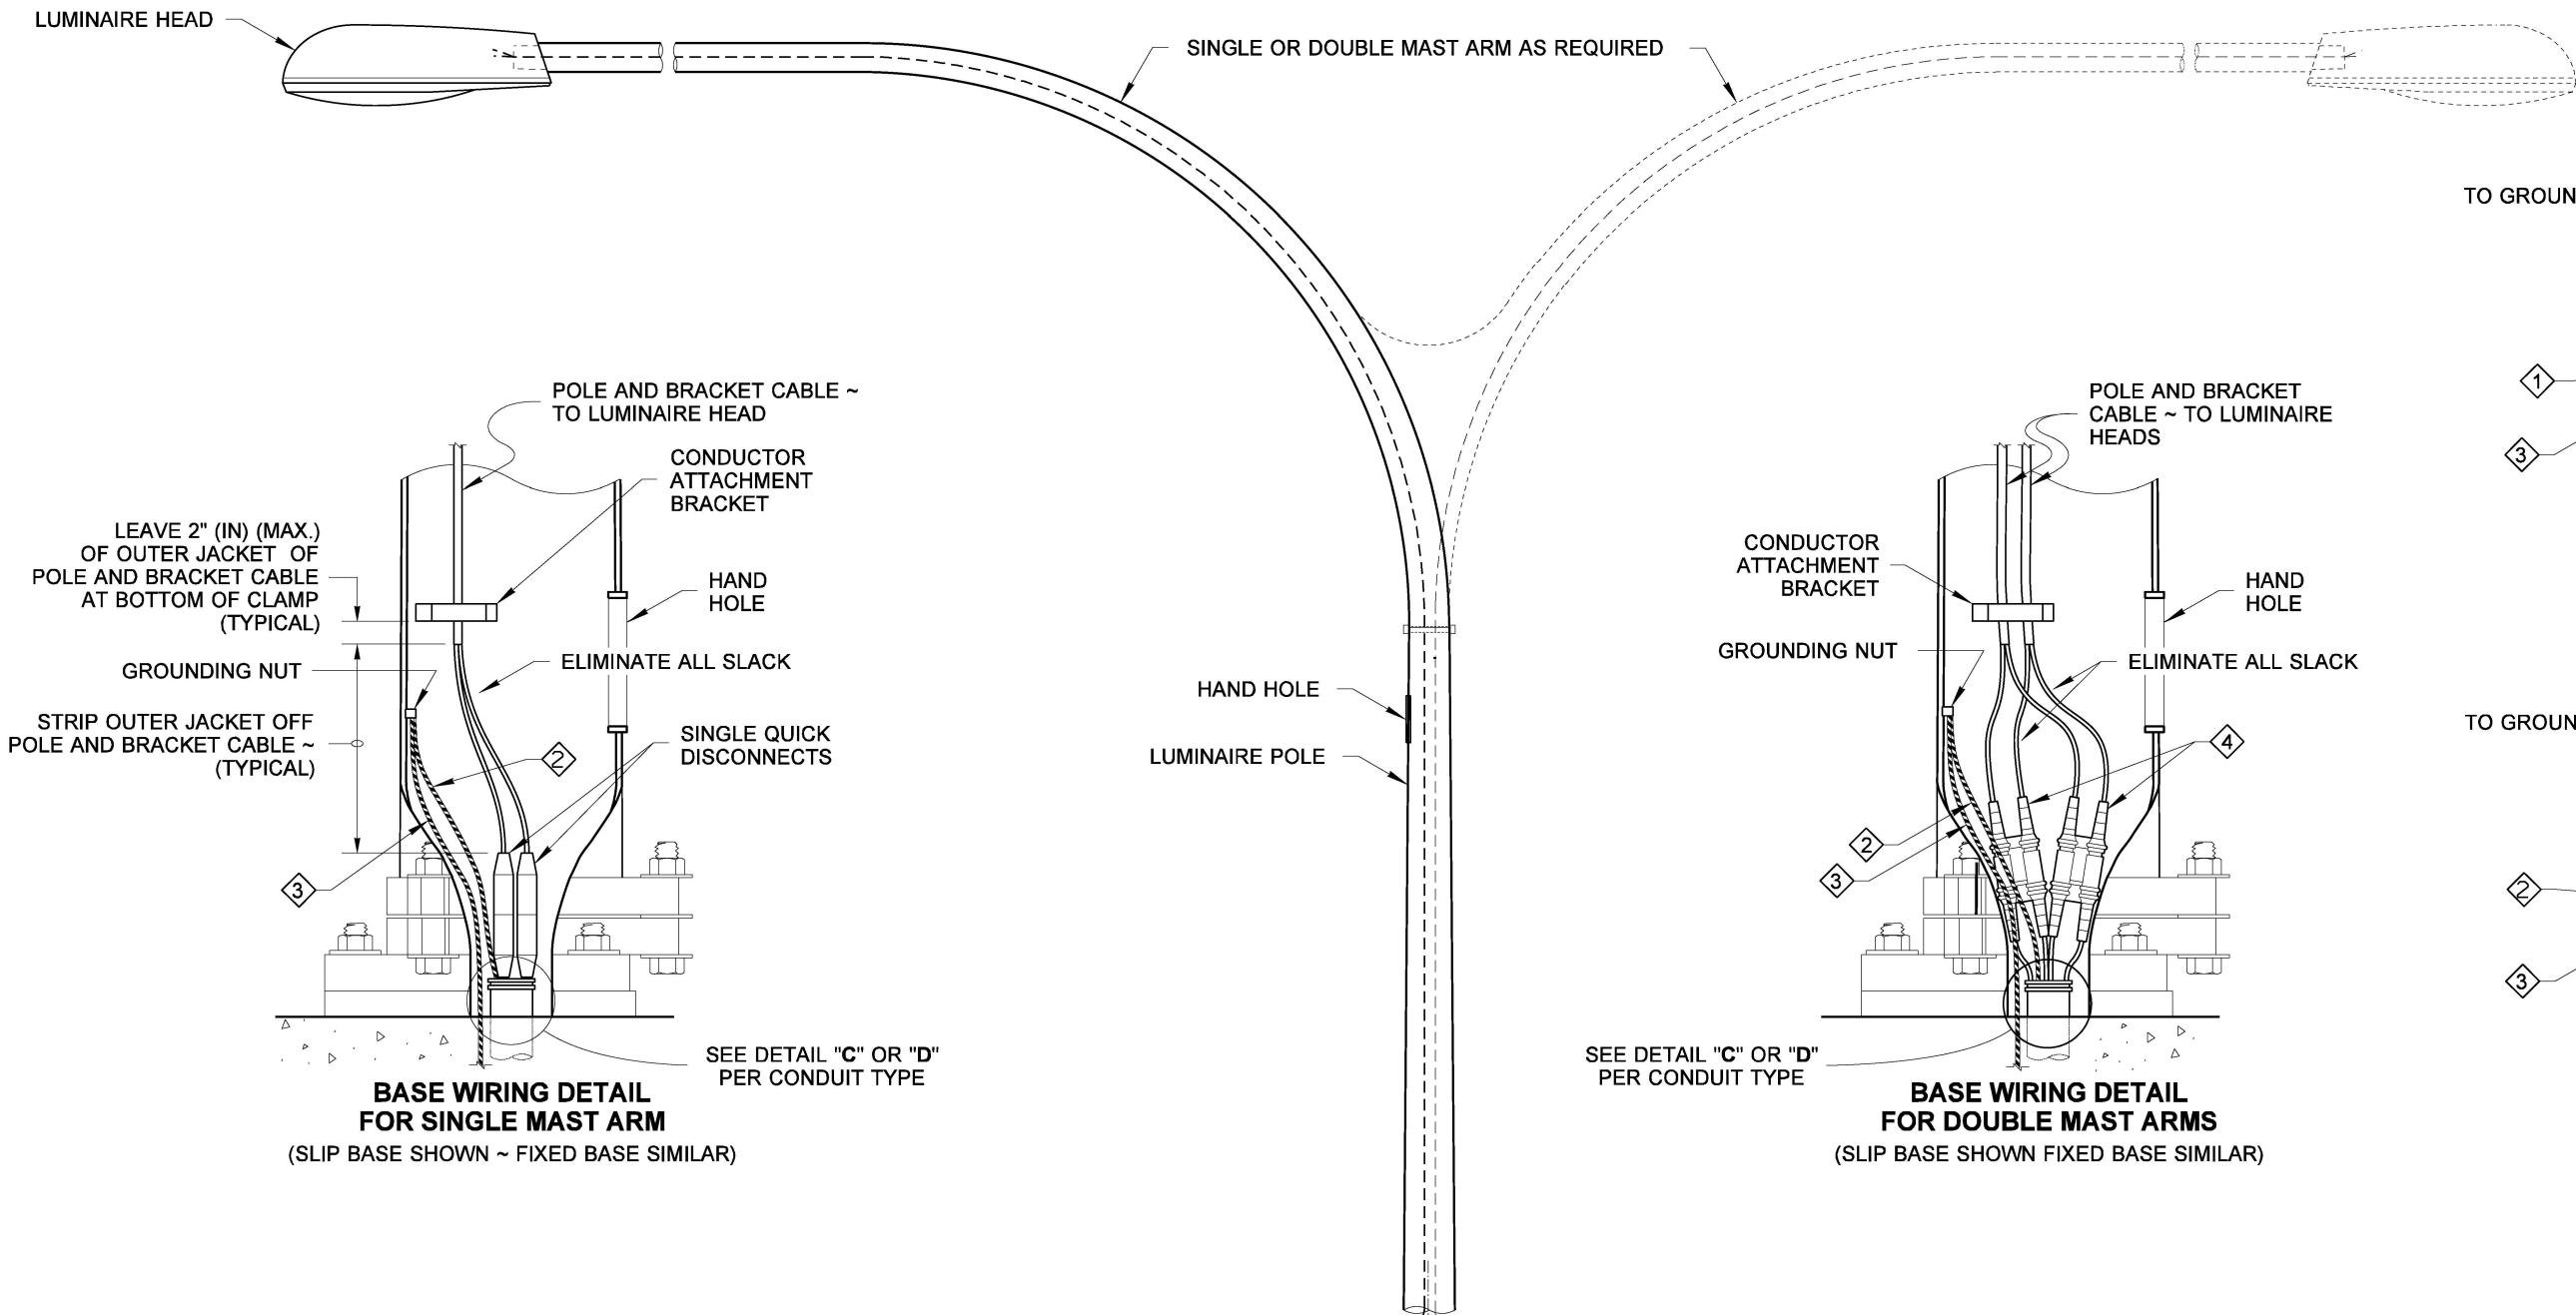 LUMINAIRE HEAD
SINGLE OR DOUBLE MAST ARM AS REQUIRED
TO GROUN
POLE AND BRACKET CABLE ~
TO LUMINAIRE HEAD
CONDUCTOR
ATTACHMENT
BRACKET
LEAVE 2" (IN) (MAX.)
OF OUTER JACKET OF
POLE AND BRACKET CABLE
AT BOTTOM OF CLAMP
(TYPICAL)
HAND
HOLE
GROUNDING NUT
ELIMINATE ALL SLACK
STRIP OUTER JACKET OFF
POLE AND BRACKET CABLE ~
(TYPICAL)
SINGLE QUICK
DISCONNECTS
2
3
SEE DETAIL "C" OR "D"
PER CONDUIT TYPE
BASE WIRING DETAIL
FOR SINGLE MAST ARM
(SLIP BASE SHOWN ~ FIXED BASE SIMILAR)
HAND HOLE
LUMINAIRE POLE
POLE AND BRACKET
CABLE ~ TO LUMINAIRE
HEADS
CONDUCTOR
ATTACHMENT
BRACKET
HAND
HOLE
GROUNDING NUT
ELIMINATE ALL SLACK
4
2
3
SEE DETAIL "C" OR "D"
PER CONDUIT TYPE
BASE WIRING DETAIL
FOR DOUBLE MAST ARMS
(SLIP BASE SHOWN FIXED BASE SIMILAR)
1
3
TO GROUN
2
3